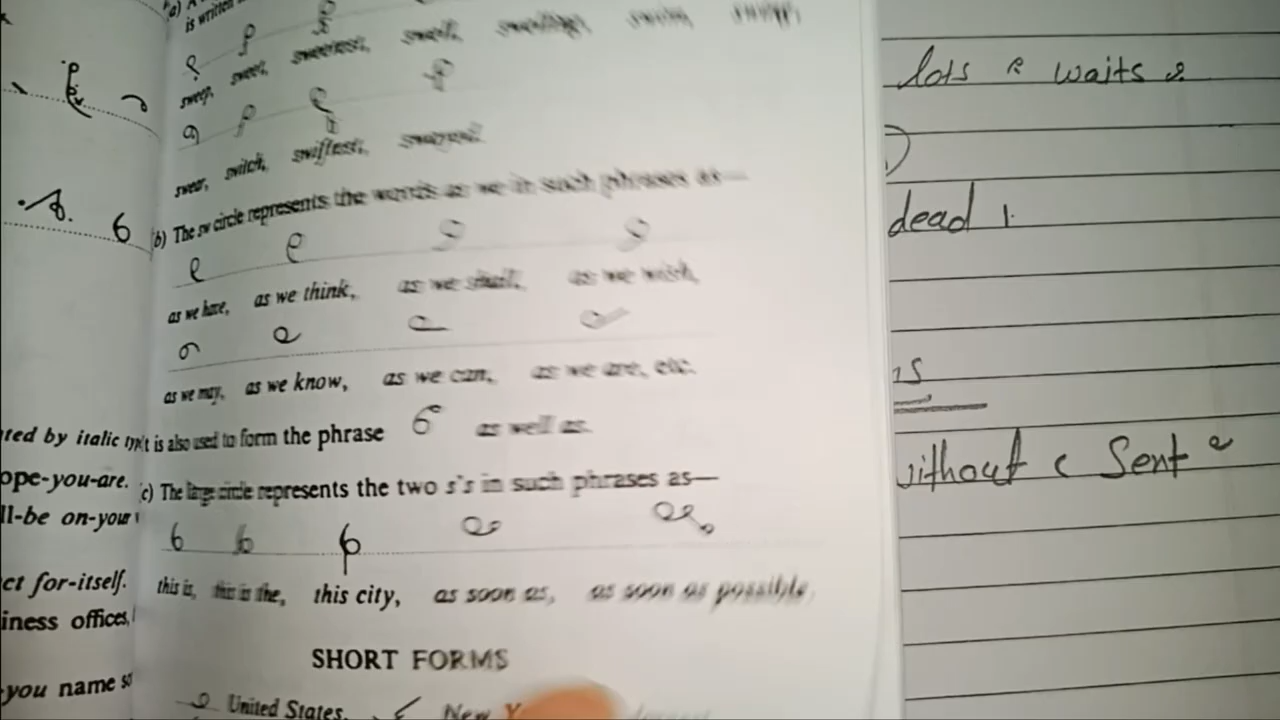 a)
is written
sweep, sweet, sweetest, swell, swellings, swim,
swear, switch, swiftest, swayed.
(b) The sw circle represents the words as we in such phrases as—
as we have, as we think, as we shall, as we wish,
as we may, as we know, as we can, as we are, etc.
It is also used to form the phrase as well as.
(c) The large circle represents the two s's in such phrases as—
this is, this is the, this city, as soon as, as soon as possible,
SHORT FORMS
United States, New Y
ted by italic
ope-you-are.
ll-be on-your
ct for-itself.
iness offices,
you name so
lots waits
dead
without Sent